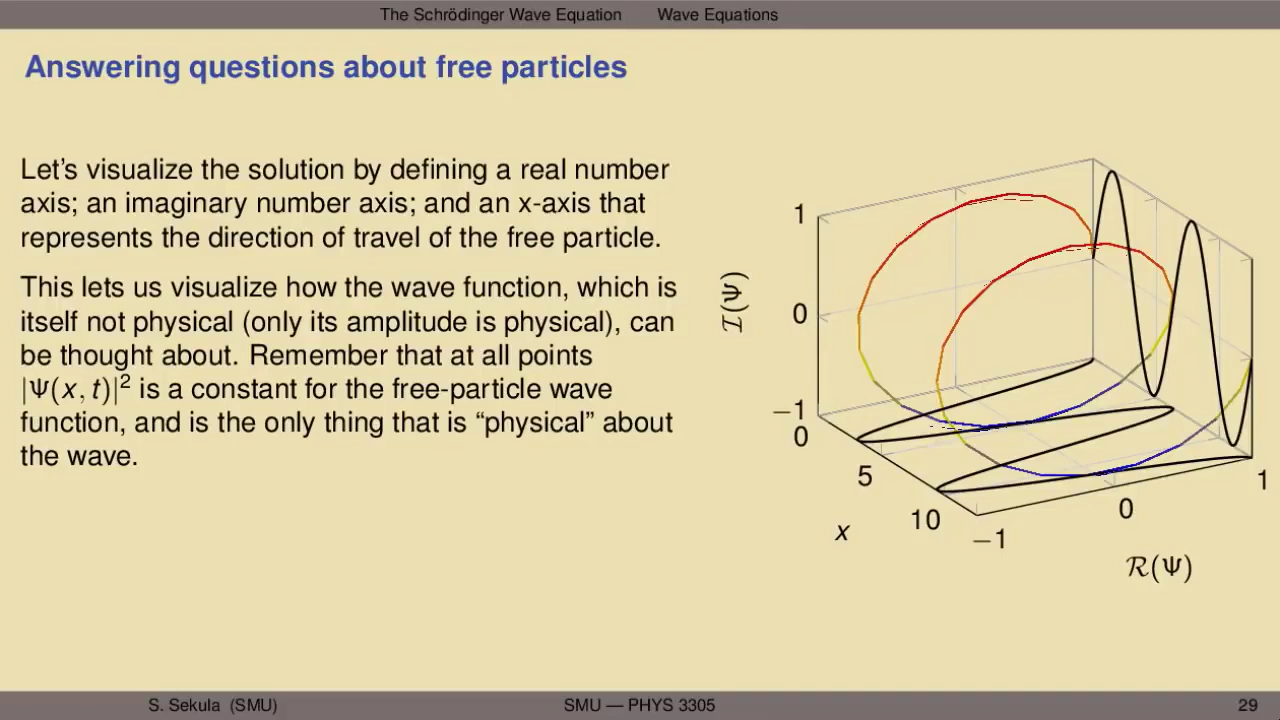 The Schrödinger Wave Equation Wave Equations
Answering questions about free particles
Let's visualize the solution by defining a real number
axis; an imaginary number axis; and an x-axis that
represents the direction of travel of the free particle.
This lets us visualize how the wave function, which is
itself not physical (only its amplitude is physical), can
be thought about. Remember that at all points
|Ψ(x, t)|² is a constant for the free-particle wave
function, and is the only thing that is “physical” about
the wave.
1
0
−1
ℐ(Ψ)
0
5
10
x
−1
0
1
ℛ(Ψ)
S. Sekula (SMU) SMU — PHYS 3305 29